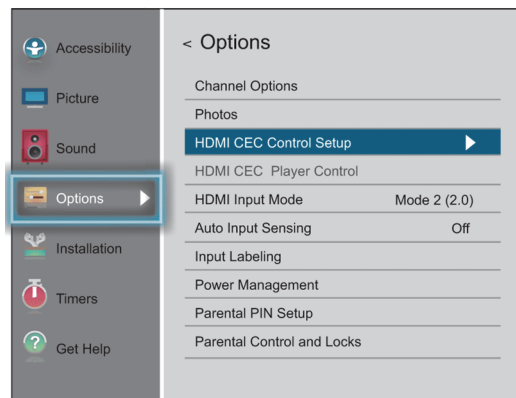 Accessibility
Picture
Sound
Options
Installation
Timers
Get Help
< Options
Channel Options
Photos
HDMI CEC Control Setup
HDMI CEC Player Control
HDMI Input Mode Mode 2 (2.0)
Auto Input Sensing Off
Input Labeling
Power Management
Parental PIN Setup
Parental Control and Locks